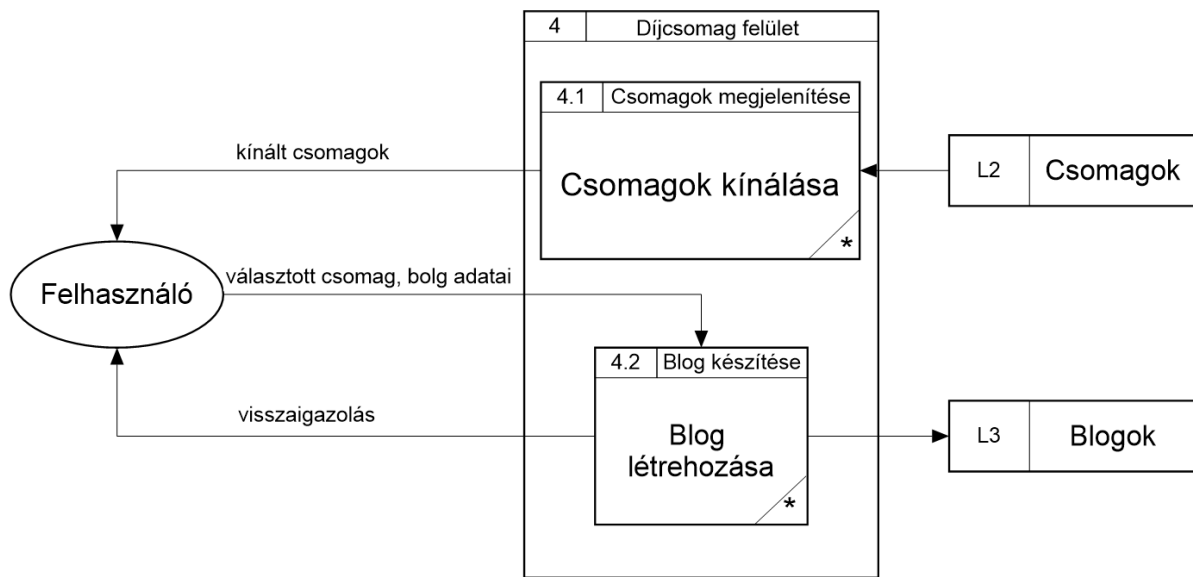 4 Díjcsomag felület
4.1 Csomagok megjelenítése
kínált csomagok
Csomagok kínálása
L2 Csomagok
*
választott csomag, bolg adatai
Felhasználó
4.2 Blog készítése
visszaigazolás
Blog
létrehozása
L3 Blogok
*